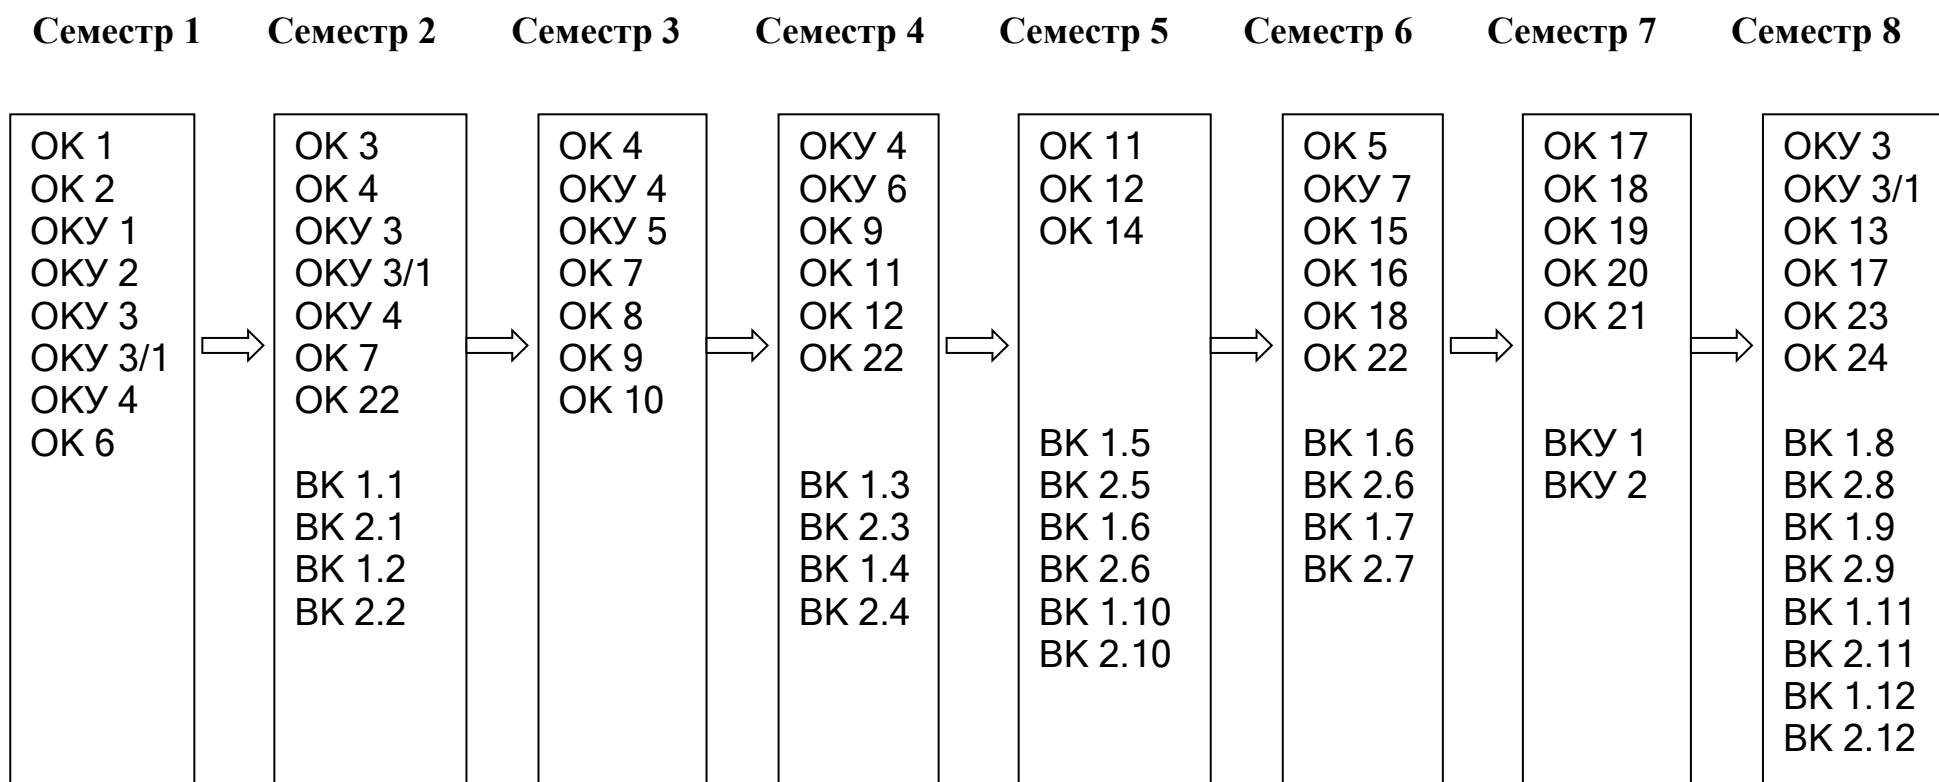 Семестр 1 Семестр 2 Семестр 3 Семестр 4 Семестр 5 Семестр 6 Семестр 7 Семестр 8
ОК 1
ОК 2
ОКУ 1
ОКУ 2
ОКУ 3
ОКУ 3/1
ОКУ 4
ОК 6
ОК 3
ОК 4
ОКУ 3
ОКУ 3/1
ОКУ 4
ОК 7
ОК 22
ВК 1.1
ВК 2.1
ВК 1.2
ВК 2.2
ОК 4
ОКУ 4
ОКУ 5
ОК 7
ОК 8
ОК 9
ОК 10
ОКУ 4
ОКУ 6
ОК 9
ОК 11
ОК 12
ОК 22
ВК 1.3
ВК 2.3
ВК 1.4
ВК 2.4
ОК 11
ОК 12
ОК 14
ВК 1.5
ВК 2.5
ВК 1.6
ВК 2.6
ВК 1.10
ВК 2.10
ОК 5
ОКУ 7
ОК 15
ОК 16
ОК 18
ОК 22
ВК 1.6
ВК 2.6
ВК 1.7
ВК 2.7
ОК 17
ОК 18
ОК 19
ОК 20
ОК 21
ВКУ 1
ВКУ 2
ОКУ 3
ОКУ 3/1
ОК 13
ОК 17
ОК 23
ОК 24
ВК 1.8
ВК 2.8
ВК 1.9
ВК 2.9
ВК 1.11
ВК 2.11
ВК 1.12
ВК 2.12